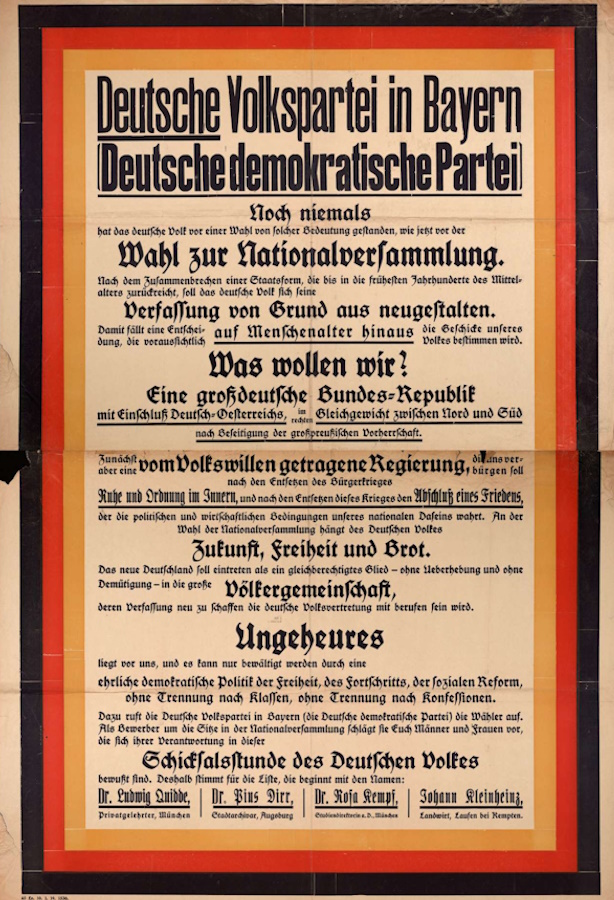 Deutsche Volkspartei in Bayern
(Deutsche demokratische Partei)
Noch niemals
hat das deutsche Volk vor einer Wahl von solcher Bedeutung gestanden, wie jetzt vor der
Wahl zur Nationalversammlung.
Nach dem Zusammenbrechen einer Staatsform, die bis in die frühesten Jahrhunderte des Mittel-
alters zurückreicht, soll das deutsche Volk sich seine
Verfassung von Grund aus neugestalten.
Damit fällt eine Entschei-
dung, die voraussichtlich
auf Menschenalter hinaus
die Geschicke unseres
Volkes bestimmen wird.
Was wollen wir?
Eine großdeutsche Bundes-Republik
mit Einschluß Deutsch-Oesterreichs, im rechten Gleichgewicht zwischen Nord und Süd
nach Beseitigung der großpreußischen Vorherrschaft.
Zunächst
aber eine
vom Volkswillen getragene Regierung,
die uns ver-
bürgen soll
nach den Entsetzen des Bürgerkrieges
Ruhe und Ordnung im Innern, und nach den Entsetzen dieses Krieges den Abschluß eines Friedens,
der die politischen und wirtschaftlichen Bedingungen unseres nationalen Daseins wahrt. An der
Wahl der Nationalversammlung hängt des Deutschen Volkes
Zukunft, Freiheit und Brot.
Das neue Deutschland soll eintreten als ein gleichberechtigtes Glied – ohne Ueberhebung und ohne
Demütigung – in die große Völkergemeinschaft,
deren Verfassung neu zu schaffen die deutsche Volksvertretung mit berufen sein wird.
Ungeheures
liegt vor uns, und es kann nur bewältigt werden durch eine
ehrliche demokratische Politik der Freiheit, des Fortschritts, der sozialen Reform,
ohne Trennung nach Klassen, ohne Trennung nach Konfessionen.
Dazu ruft die Deutsche Volkspartei in Bayern (die Deutsche demokratische Partei) die Wähler auf.
Als Bewerber um die Sitze in der Nationalversammlung schlägt sie Euch Männer und Frauen vor,
die sich ihrer Verantwortung in dieser
Schicksalsstunde des Deutschen Volkes
bewußt sind. Deshalb stimmt für die Liste, die beginnt mit den Namen:
Dr. Ludwig Quidde,
Privatgelehrter, München
Dr. Pius Dirr,
Stadtarchivar, Augsburg
Dr. Rosa Kempf,
Studiendirektorin a. D., München
Johann Kleinheinz,
Landwirt, Laufen bei Kempten.